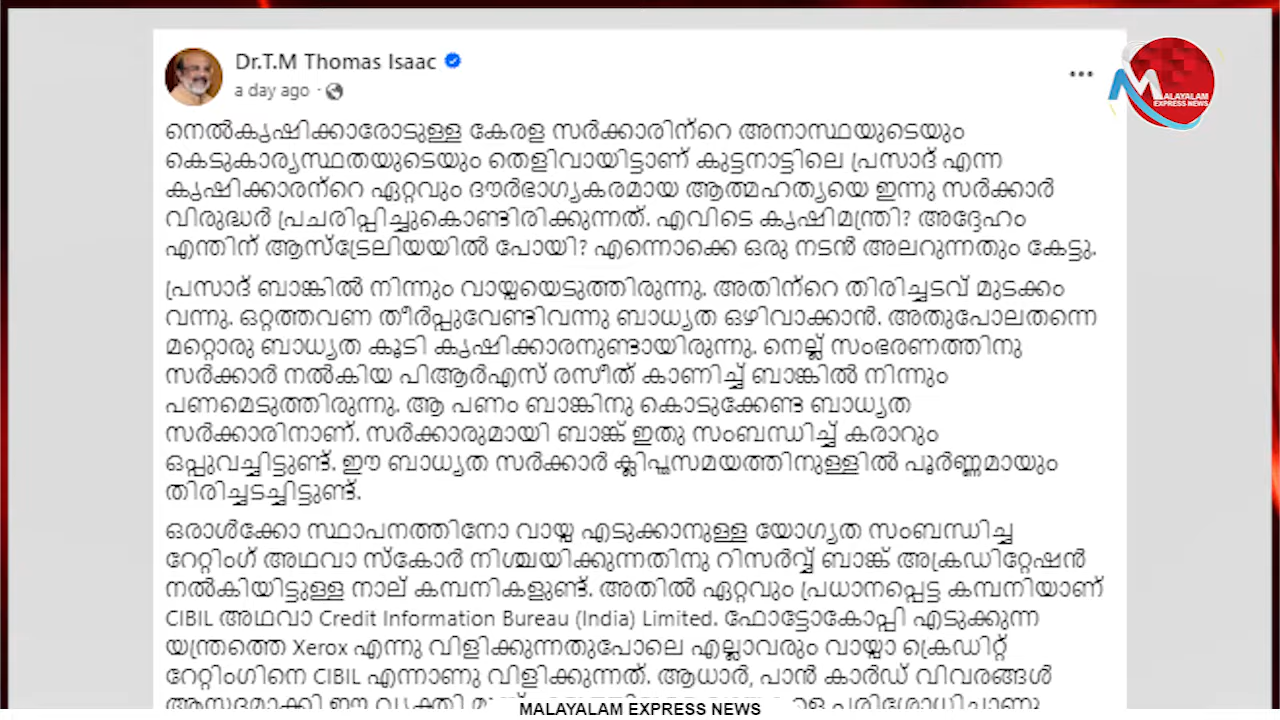 Dr.T.M Thomas Isaac
a day ago ·
MALAYALAM
EXPRESS NEWS
നെൽകൃഷിക്കാരോടുള്ള കേരള സർക്കാരിന്റെ അനാസ്ഥയുടെയും
കെടുകാര്യസ്ഥതയുടെയും തെളിവായിട്ടാണ് കുട്ടനാട്ടിലെ പ്രസാദ് എന്ന
കൃഷിക്കാരന്റെ ഏറ്റവും ദൗർഭാഗ്യകരമായ ആത്മഹത്യയെ ഇന്നു സർക്കാർ
വിരുദ്ധർ പ്രചരിപ്പിച്ചുകൊണ്ടിരിക്കുന്നത്. എവിടെ കൃഷിമന്ത്രി? അദ്ദേഹം
എന്തിന് ആസ്ട്രേലിയയിൽ പോയി? എന്നൊക്കെ ഒരു നടൻ അലറുന്നതും കേട്ടു.
പ്രസാദ് ബാങ്കിൽ നിന്നും വായ്പയെടുത്തിരുന്നു. അതിന്റെ തിരിച്ചടവ് മുടക്കം
വന്നു. ഒറ്റത്തവണ തീർപ്പുവേണ്ടിവന്നു ബാധ്യത ഒഴിവാക്കാൻ. അതുപോലതന്നെ
മറ്റൊരു ബാധ്യത കൂടി കൃഷിക്കാരനുണ്ടായിരുന്നു. നെല്ല് സംഭരണത്തിനു
സർക്കാർ നൽകിയ പിആർഎസ് രസീത് കാണിച്ച് ബാങ്കിൽ നിന്നും
പണമെടുത്തിരുന്നു. ആ പണം ബാങ്കിനു കൊടുക്കേണ്ട ബാധ്യത
സർക്കാരിനാണ്. സർക്കാരുമായി ബാങ്ക് ഇതു സംബന്ധിച്ച് കരാറും
ഒപ്പുവച്ചിട്ടുണ്ട്. ഈ ബാധ്യത സർക്കാർ ക്ലിപ്തസമയത്തിനുള്ളിൽ പൂർണ്ണമായും
തിരിച്ചടച്ചിട്ടുണ്ട്.
ഒരാൾക്കോ സ്ഥാപനത്തിനോ വായ്പ എടുക്കാനുള്ള യോഗ്യത സംബന്ധിച്ച
റേറ്റിംഗ് അഥവാ സ്കോർ നിശ്ചയിക്കുന്നതിനു റിസർവ്വ് ബാങ്ക് അക്രഡിറ്റേഷൻ
നൽകിയിട്ടുള്ള നാല് കമ്പനികളുണ്ട്. അതിൽ ഏറ്റവും പ്രധാനപ്പെട്ട കമ്പനിയാണ്
CIBIL അഥവാ Credit Information Bureau (India) Limited. ഫോട്ടോകോപ്പി എടുക്കുന്ന
യന്ത്രത്തെ Xerox എന്നു വിളിക്കുന്നതുപോലെ എല്ലാവരും വായ്പാ ക്രെഡിറ്റ്
റേറ്റിംഗിനെ CIBIL എന്നാണു വിളിക്കുന്നത്. ആധാർ, പാൻ കാർഡ് വിവരങ്ങൾ
MALAYALAM EXPRESS NEWS